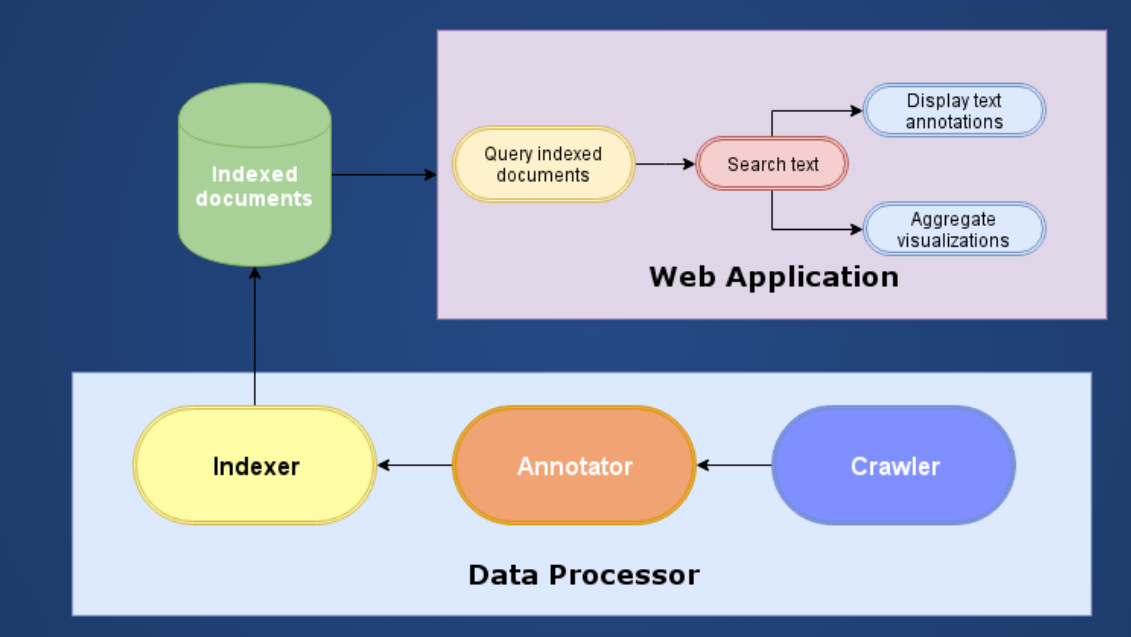 Indexed
documents
Query indexed
documents
Search text
Display text
annotations
Aggregate
visualizations
Web Application
Indexer
Annotator
Crawler
Data Processor